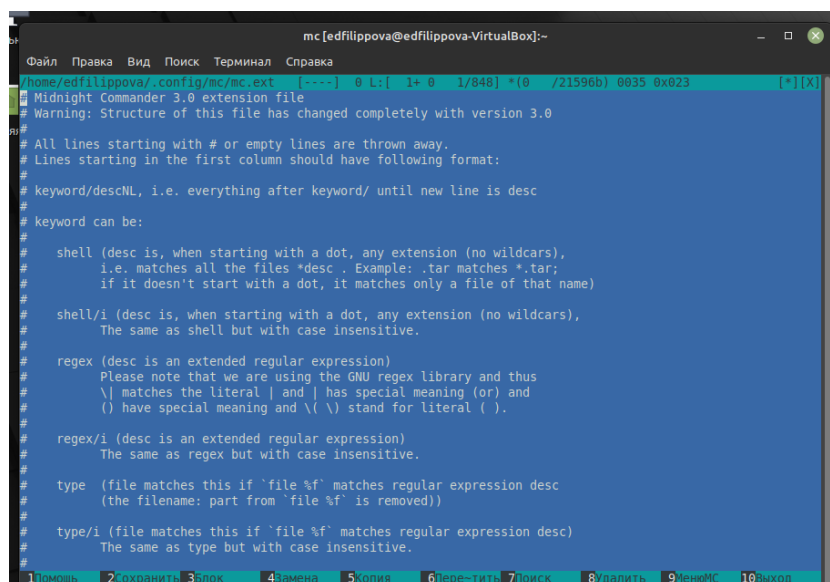 mc [edfilippova@edfilippova-VirtualBox]:~
Файл Правка Вид Поиск Терминал Справка
/home/edfilippova/.config/mc/mc.ext [----] 0 L:[ 1+ 0 1/848] *(0 /21596b) 0035 0x023 [*][X]
# Midnight Commander 3.0 extension file
# Warning: Structure of this file has changed completely with version 3.0
#
# All lines starting with # or empty lines are thrown away.
# Lines starting in the first column should have following format:
#
# keyword/descNL, i.e. everything after keyword/ until new line is desc
#
# keyword can be:
#
# shell (desc is, when starting with a dot, any extension (no wildcars),
# i.e. matches all the files *desc . Example: .tar matches *.tar;
# if it doesn't start with a dot, it matches only a file of that name)
#
# shell/i (desc is, when starting with a dot, any extension (no wildcars),
# The same as shell but with case insensitive.
#
# regex (desc is an extended regular expression)
# Please note that we are using the GNU regex library and thus
# \| matches the literal | and | has special meaning (or) and
# () have special meaning and \( \) stand for literal ( ).
#
# regex/i (desc is an extended regular expression)
# The same as regex but with case insensitive.
#
# type (file matches this if `file %f` matches regular expression desc
# (the filename: part from `file %f` is removed))
#
# type/i (file matches this if `file %f` matches regular expression desc)
# The same as type but with case insensitive.
#
1Помощь 2Сохранить 3Блок 4Замена 5Копия 6Пере~тить 7Поиск 8Удалить 9МенюMC 10Выход